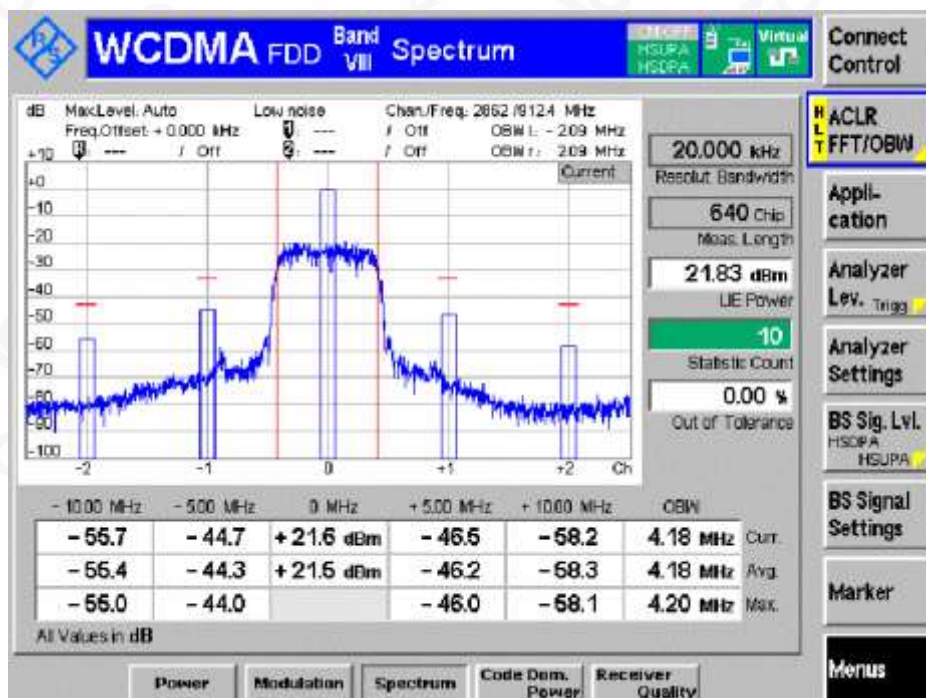 R S
WCDMA FDD Band VIII Spectrum
HSUPA
HSDPA
Virtual
Connect Control
dB Max.Level: Auto Low noise Chan./Freq.: 2862 /912.4 MHz
Freq.Offset: + 0.000 kHz 1: --- / Off OBW l: - 2.09 MHz
R: --- / Off 2: --- / Off OBW r: 2.09 MHz
+10
Current
+0
-10
-20
-30
-40
-50
-60
-70
-80
-90
-100
-2 -1 0 +1 +2 Ch
20.000 kHz
Resolut. Bandwidth
640 Chip
Meas. Length
21.83 dBm
UE Power
10
Statistic Count
0.00 %
Out of Tolerance
- 10.00 MHz - 5.00 MHz 0 MHz + 5.00 MHz + 10.00 MHz OBW
- 55.7 - 44.7 + 21.6 dBm - 46.5 - 58.2 4.18 MHz Curr.
- 55.4 - 44.3 + 21.5 dBm - 46.2 - 58.3 4.18 MHz Avg.
- 55.0 - 44.0 - 46.0 - 58.1 4.20 MHz Max.
All Values in dB
H L T
ACLR
FFT/OBW
Appli-
cation
Analyzer
Lev. Trigg
Analyzer
Settings
BS Sig. Lvl.
HSDPA
HSUPA
BS Signal
Settings
Marker
Menus
Power Modulation Spectrum Code Dom. Power Receiver Quality